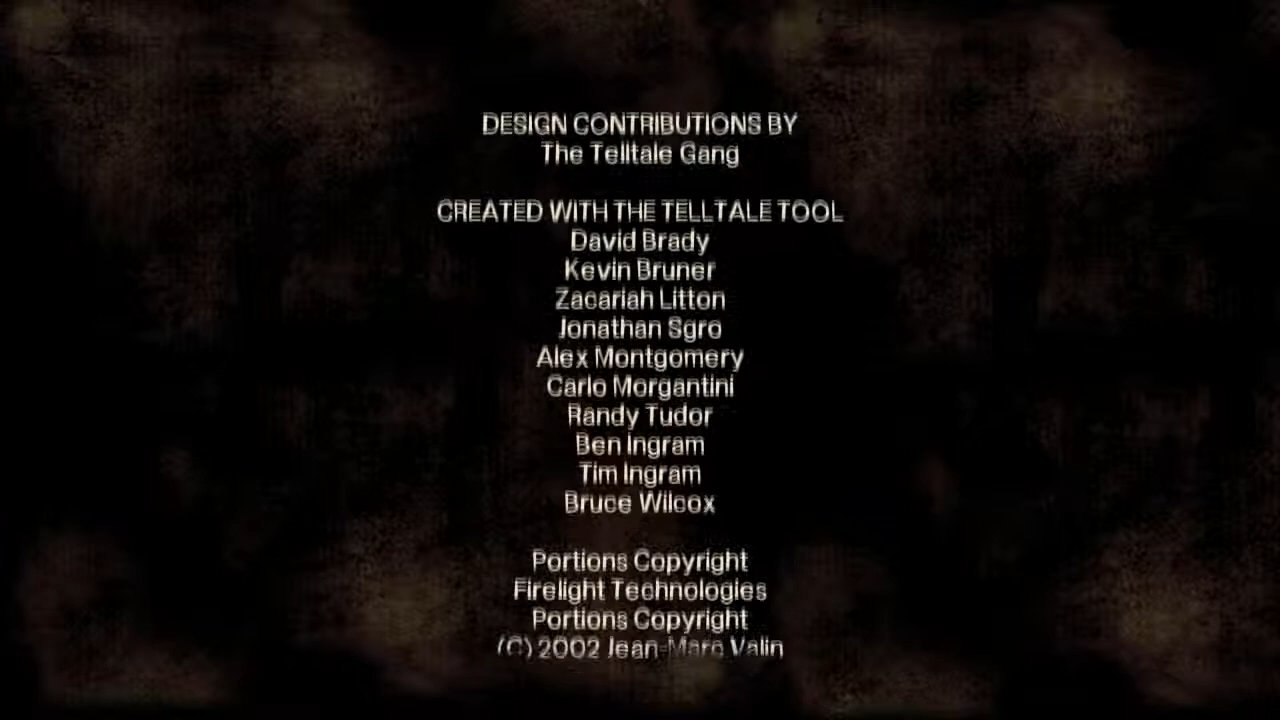 DESIGN CONTRIBUTIONS BY
The Telltale Gang
CREATED WITH THE TELLTALE TOOL
David Brady
Kevin Bruner
Zacariah Litton
Jonathan Sgro
Alex Montgomery
Carlo Morgantini
Randy Tudor
Ben Ingram
Tim Ingram
Bruce Wilcox
Portions Copyright
Firelight Technologies
Portions Copyright
(C) 2002 Jean-Marc Valin